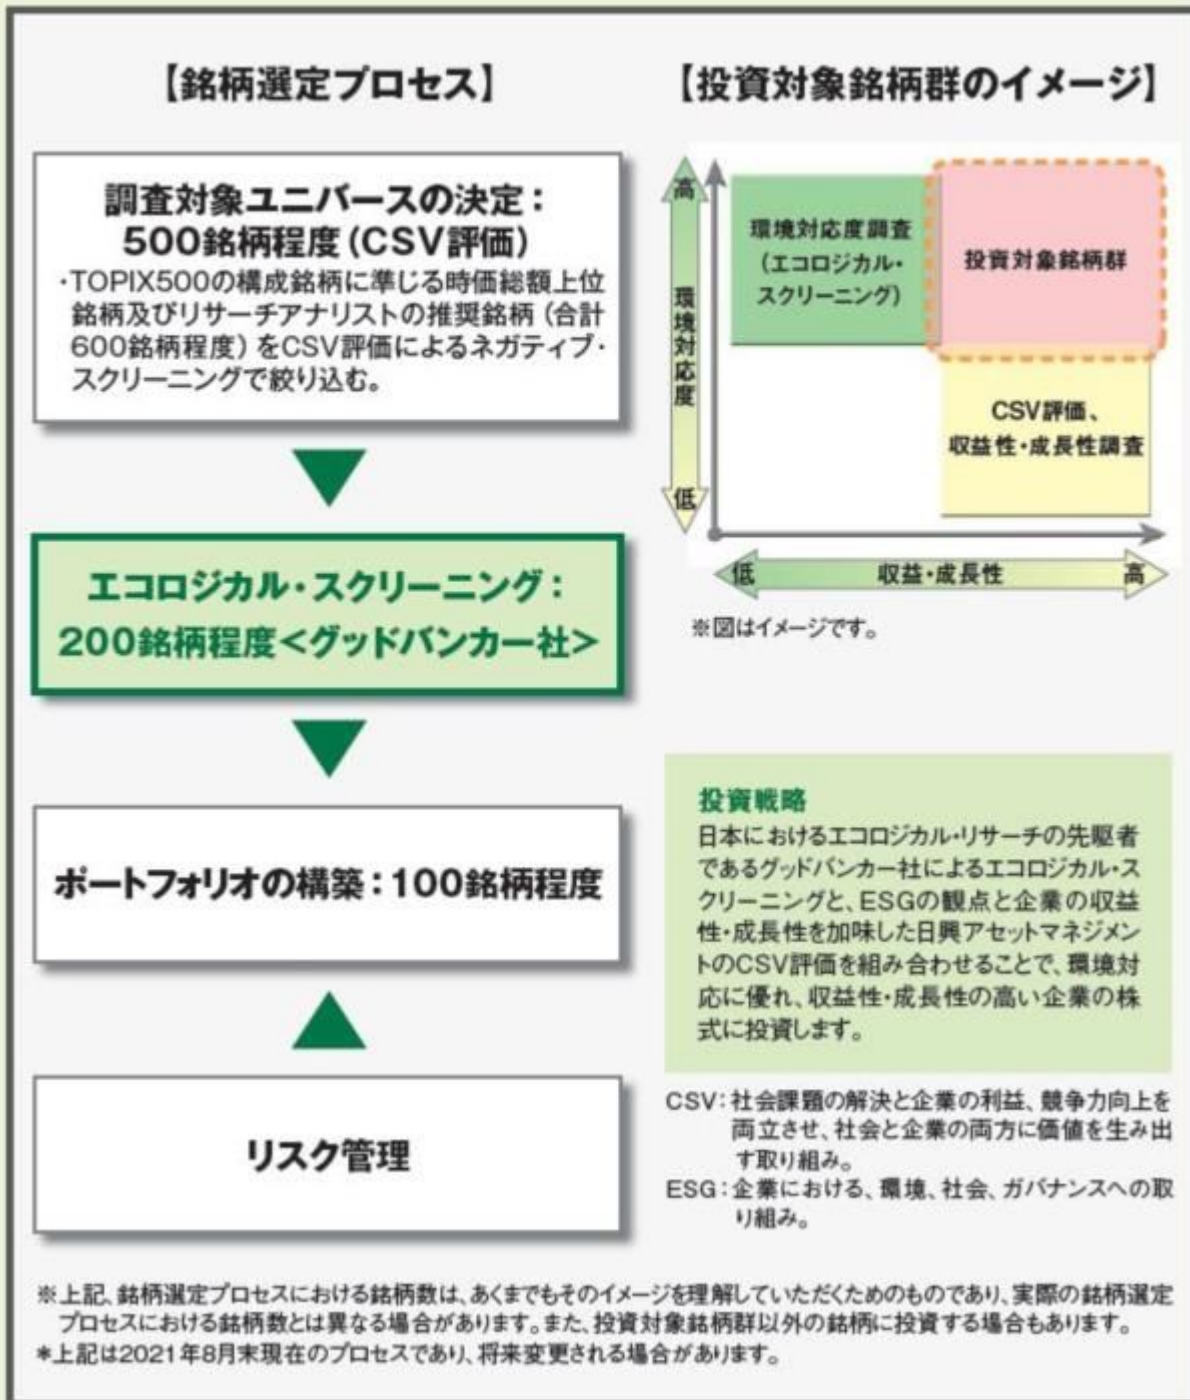 【銘柄選定プロセス】
調査対象ユニバースの決定：
500銘柄程度（CSV評価）
・TOPIX500の構成銘柄に準じる時価総額上位
銘柄及びリサーチアナリストの推奨銘柄（合計
600銘柄程度）をCSV評価によるネガティブ・
スクリーニングで絞り込む。
エコロジカル・スクリーニング：
200銘柄程度<グッドバンカー社>
ポートフォリオの構築：100銘柄程度
リスク管理
【投資対象銘柄群のイメージ】
高
環境対応度
低
環境対応度調査
（エコロジカル・
スクリーニング）
投資対象銘柄群
CSV評価、
収益性・成長性調査
低 収益・成長性 高
※図はイメージです。
投資戦略
日本におけるエコロジカル・リサーチの先駆者
であるグッドバンカー社によるエコロジカル・ス
クリーニングと、ESGの観点と企業の収益
性・成長性を加味した日興アセットマネジメン
トのCSV評価を組み合わせることで、環境対
応に優れ、収益性・成長性の高い企業の株
式に投資します。
CSV：社会課題の解決と企業の利益、競争力向上を
両立させ、社会と企業の両方に価値を生み出
す取り組み。
ESG：企業における、環境、社会、ガバナンスへの取
り組み。
※上記、銘柄選定プロセスにおける銘柄数は、あくまでもそのイメージを理解していただくためのものであり、実際の銘柄選定
プロセスにおける銘柄数とは異なる場合があります。また、投資対象銘柄群以外の銘柄に投資する場合もあります。
＊上記は2021年8月末現在のプロセスであり、将来変更される場合があります。